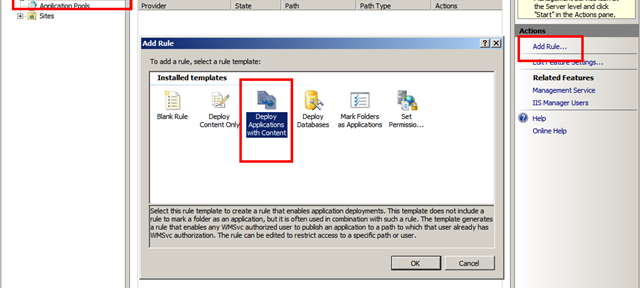 Application Pools
Sites
Provider State Path Path Type Actions
the Server level and click
"Start" in the Actions pane.
Actions
Add Rule...
Edit Feature Settings...
Related Features
Management Service
IIS Manager Users
Help
Online Help
Add Rule
To add a rule, select a rule template:
Installed templates
Blank Rule
Deploy
Content Only
Deploy
Applications
with Content
Deploy
Databases
Mark Folders
as Applications
Set
Permissio...
Select this rule template to create a rule that enables application deployments. This template does not include a
rule to mark a folder as an application, but it is often used in combination with such a rule. The template generates
a rule that enables any WMSvc authorized user to publish an application to a path to which that user already has
WMSvc authorization. The rule can be edited to restrict access to a specific path or user.
OK
Cancel